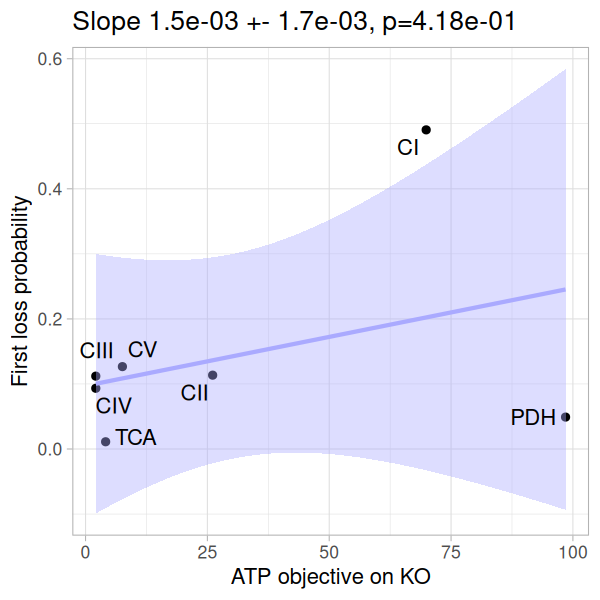 Slope 1.5e-03 +- 1.7e-03, p=4.18e-01
First loss probability
0.6
0.4
0.2
0.0
CI
CIII
CV
CII
CIV
PDH
TCA
0
25
50
75
100
ATP objective on KO